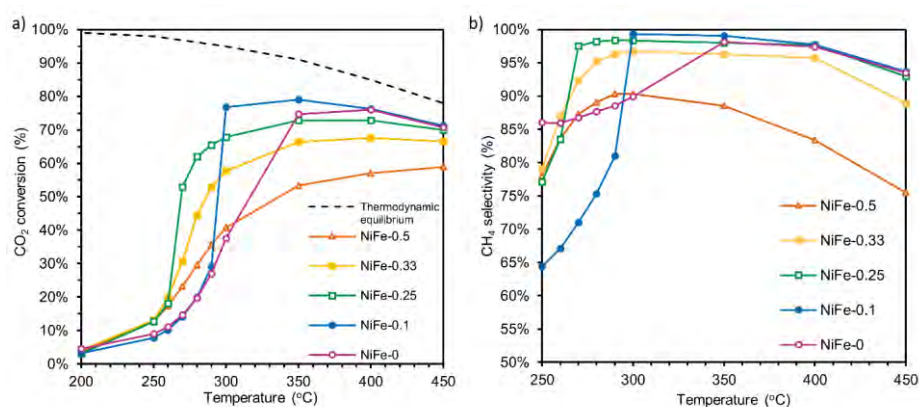 a)
100%
90%
80%
70%
60%
50%
40%
30%
20%
10%
0%
CO₂ conversion (%)
200
250
300
350
400
450
Temperature (°C)
Thermodynamic
equilibrium
NiFe-0.5
NiFe-0.33
NiFe-0.25
NiFe-0.1
NiFe-0
b)
100%
95%
90%
85%
80%
75%
70%
65%
60%
55%
50%
CH₄ selectivity (%)
250
300
350
400
450
Temperature (°C)
NiFe-0.5
NiFe-0.33
NiFe-0.25
NiFe-0.1
NiFe-0